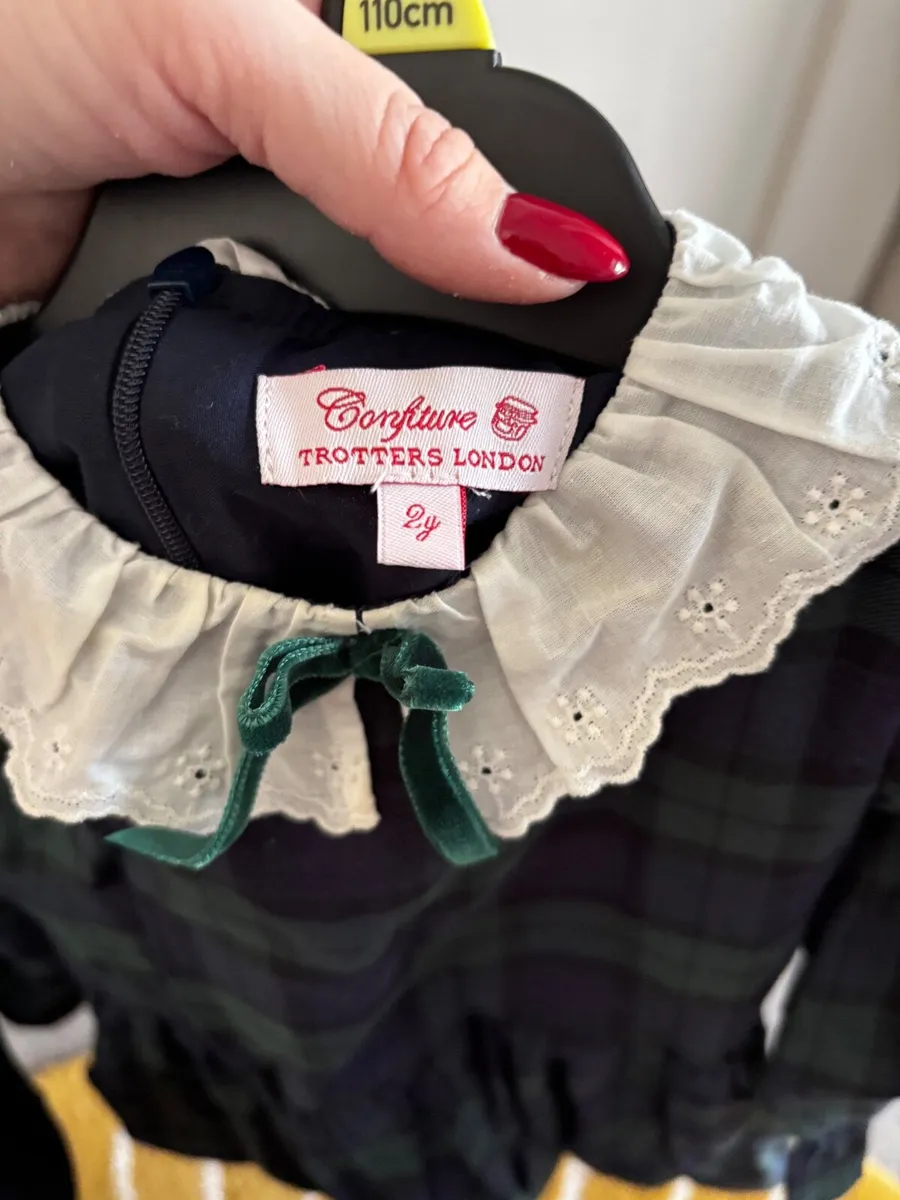 110cm
Confiture
TROTTERS LONDON
2y